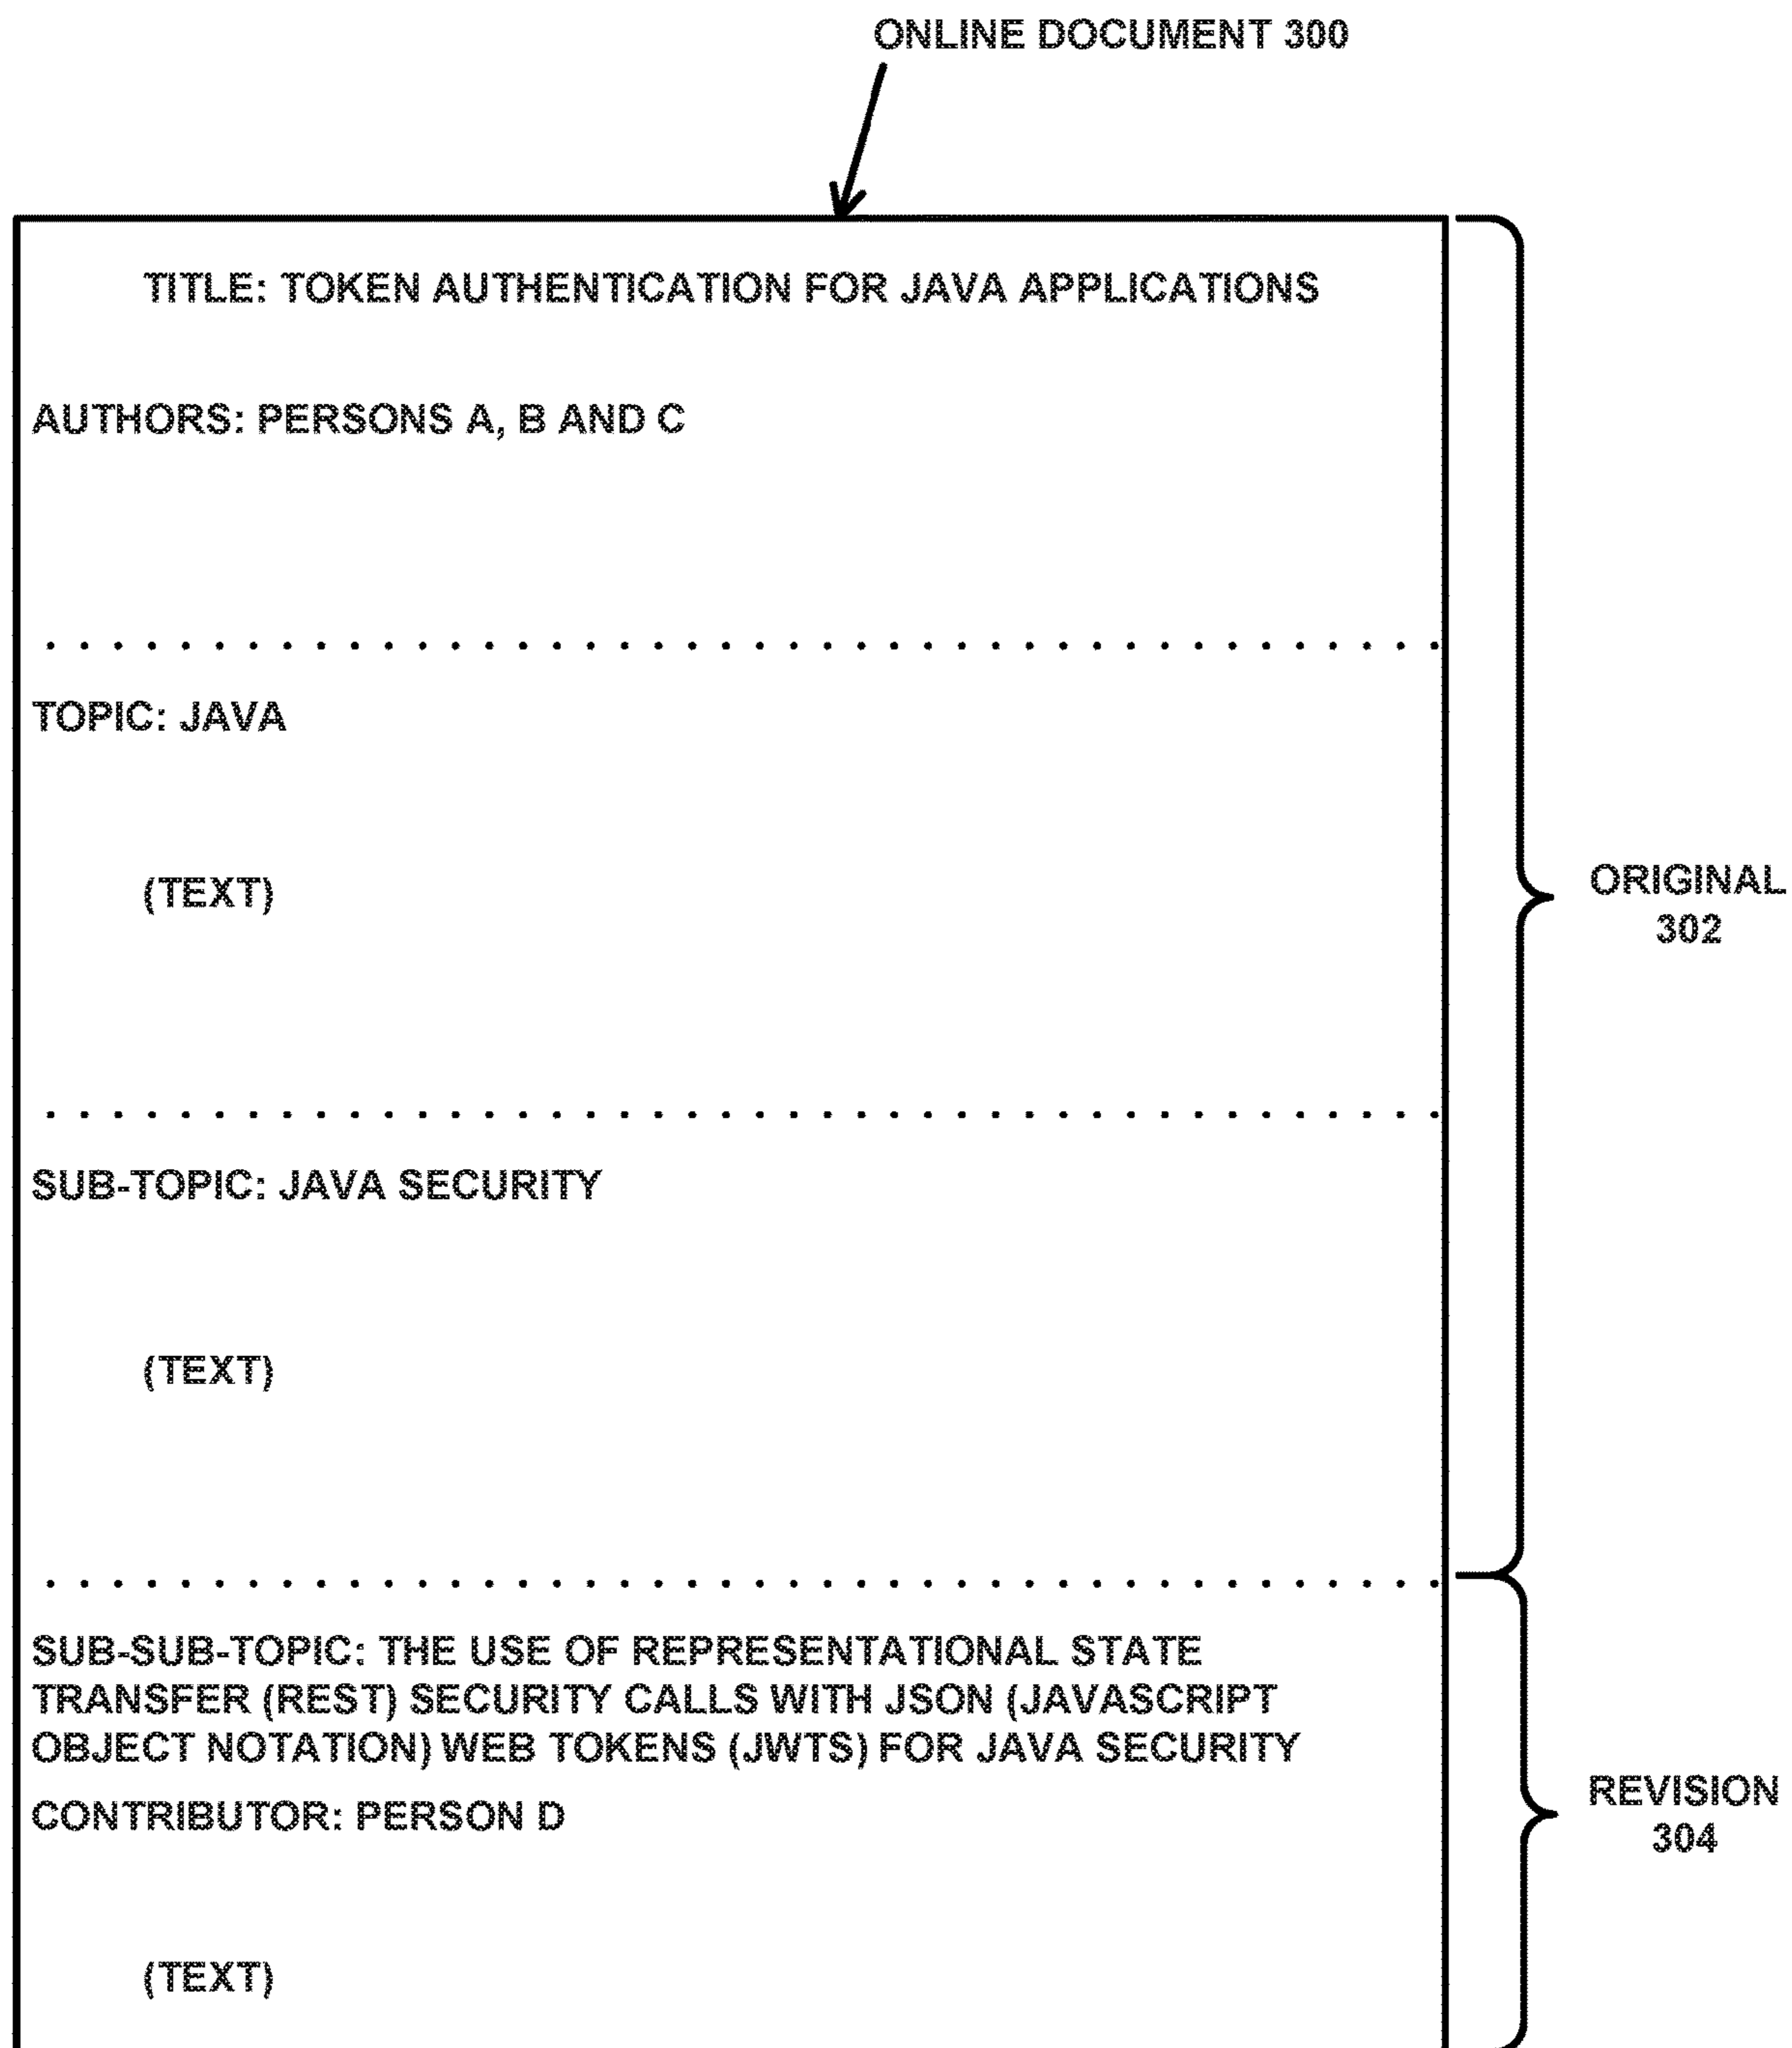 ONLINE DOCUMENT 300
TITLE: TOKEN AUTHENTICATION FOR JAVA APPLICATIONS
AUTHORS: PERSONS A, B AND C
TOPIC: JAVA
(TEXT)
ORIGINAL
302
SUB-TOPIC: JAVA SECURITY
(TEXT)
SUB-SUB-TOPIC: THE USE OF REPRESENTATIONAL STATE
TRANSFER (REST) SECURITY CALLS WITH JSON (JAVASCRIPT
OBJECT NOTATION) WEB TOKENS (JWTS) FOR JAVA SECURITY
CONTRIBUTOR: PERSON D
REVISION
304
(TEXT)